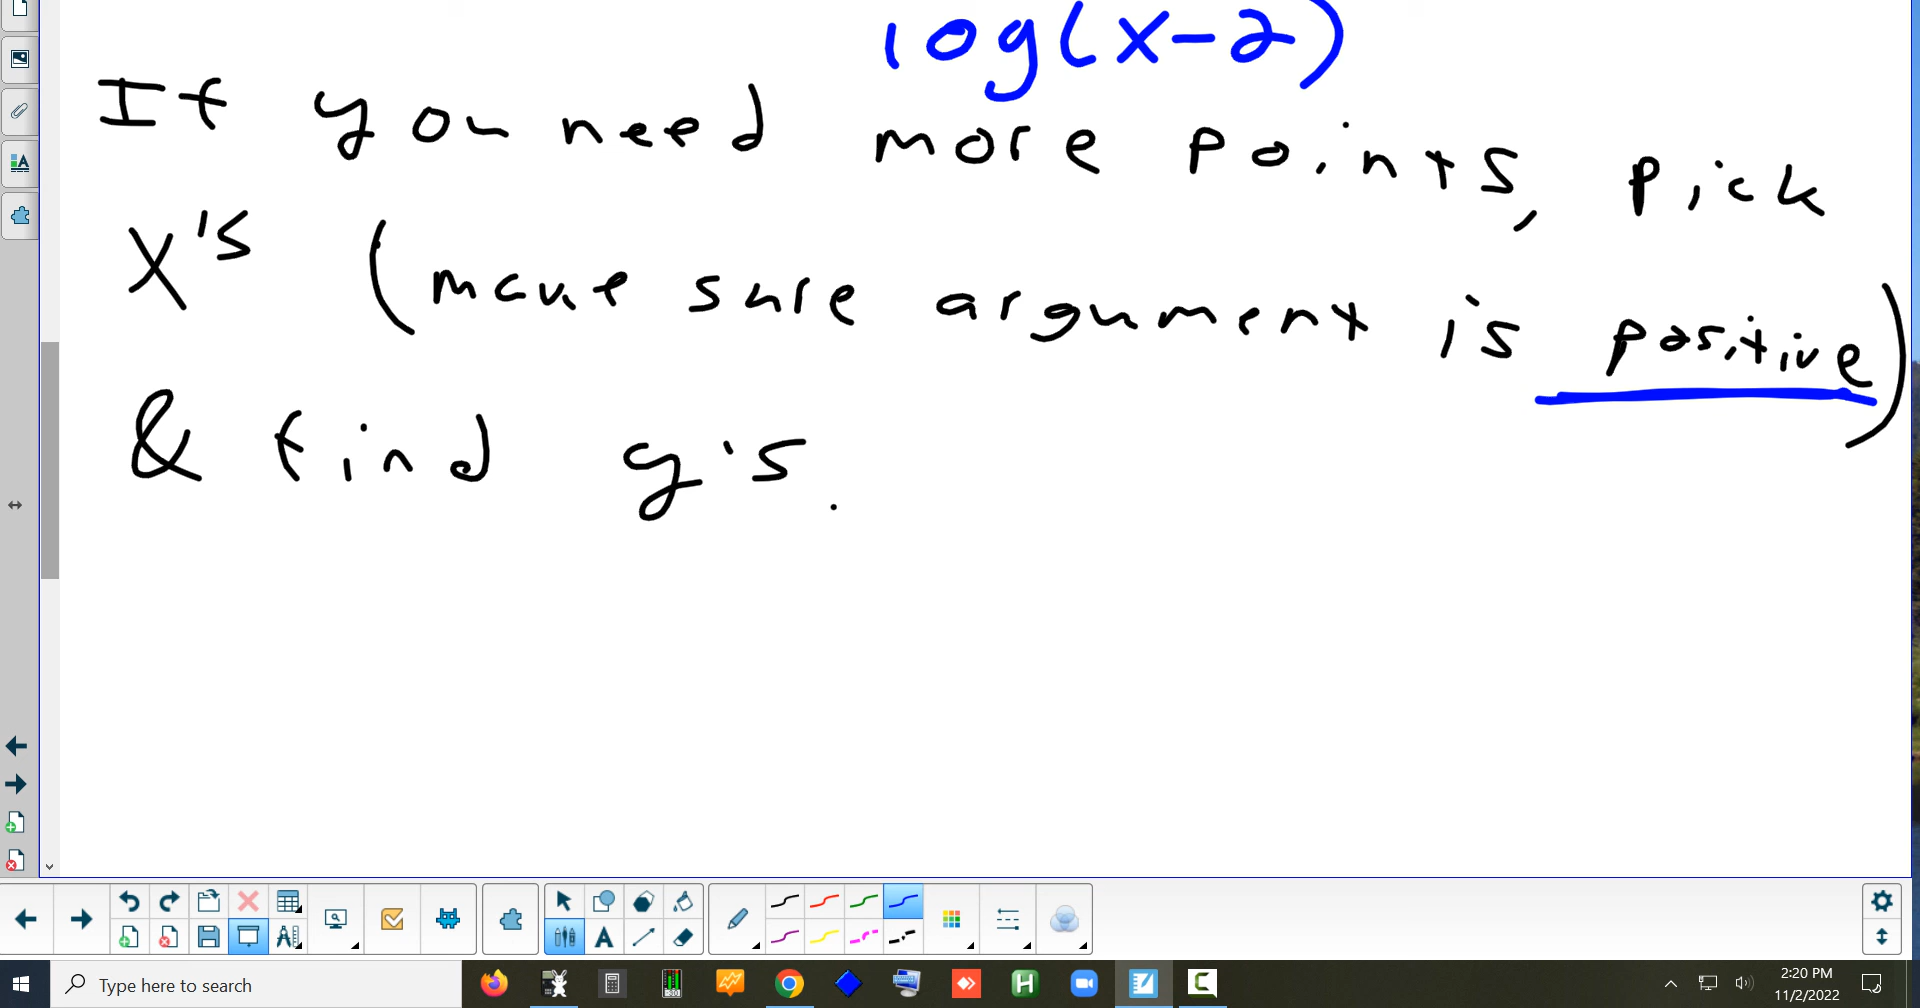 log(x-2)
If you need more points, pick
x's (make sure argument is positive)
& find y's.
Type here to search
2:20 PM
11/2/2022